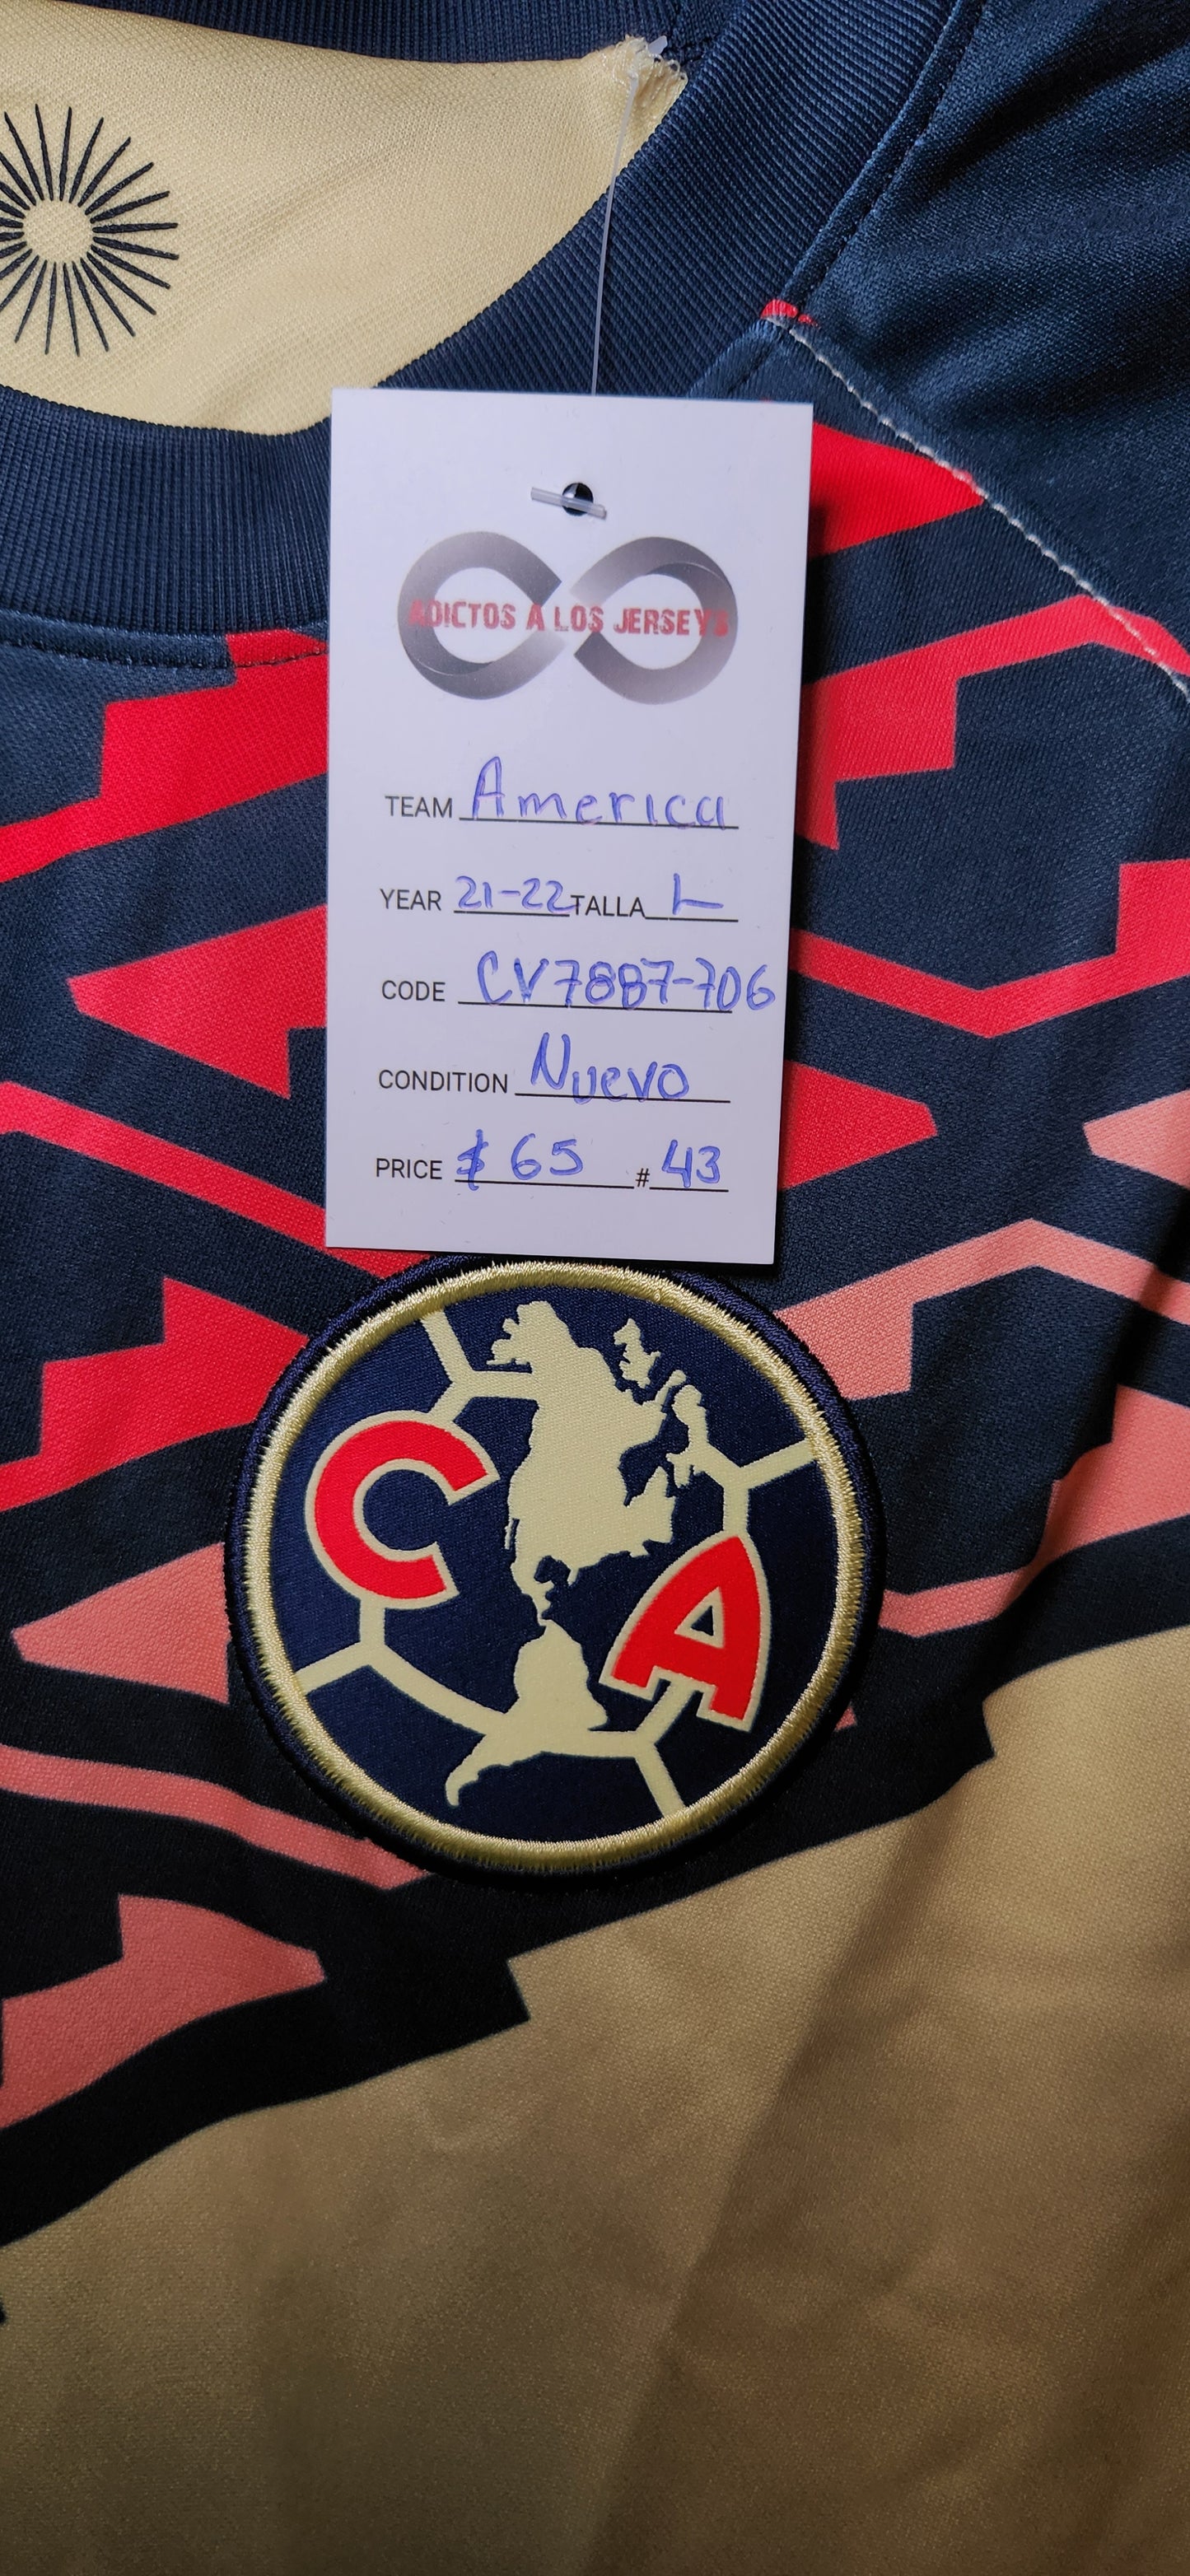 ADICTOS A LOS JERSEYS
TEAM America
YEAR 21-22 TALLA L
CODE CV7887-706
CONDITION Nuevo
PRICE $ 65 # 43
C
A